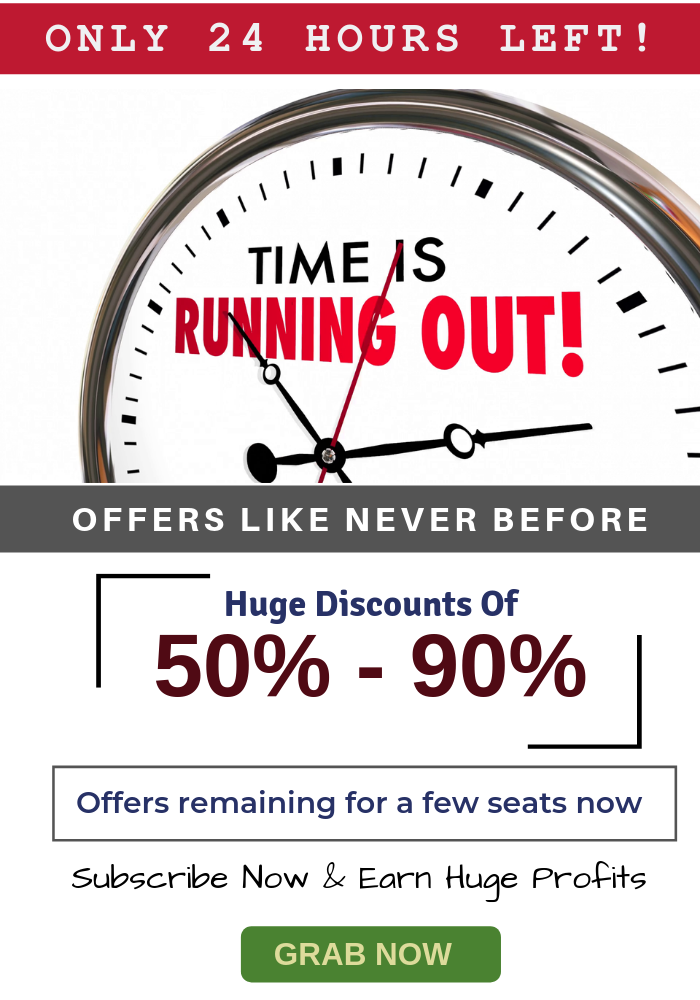 ONLY 24 HOURS LEFT!
TIME IS
RUNNING OUT!
OFFERS LIKE NEVER BEFORE
Huge Discounts Of
50% - 90%
Offers remaining for a few seats now
Subscribe Now & Earn Huge Profits
GRAB NOW